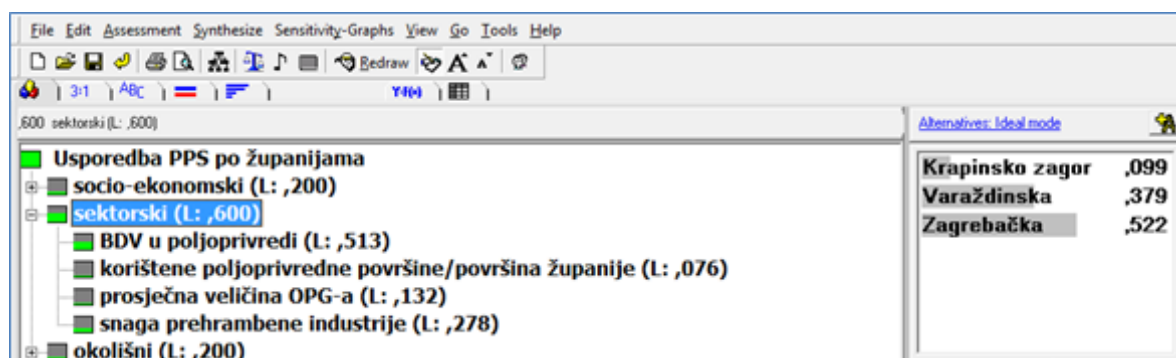 File Edit Assessment Synthesize Sensitivity-Graphs View Go Tools Help
Redraw A A
3:1 ABC Y=f(x)
,600 sektorski (L: ,600)
Alternatives: Ideal mode
Usporedba PPS po županijama
socio-ekonomski (L: ,200)
sektorski (L: ,600)
BDV u poljoprivredi (L: ,513)
korištene poljoprivredne površine/površina županije (L: ,076)
prosječna veličina OPG-a (L: ,132)
snaga prehrambene industrije (L: ,278)
okolišni (L: ,200)
Krapinsko zagor ,099
Varaždinska ,379
Zagrebačka ,522